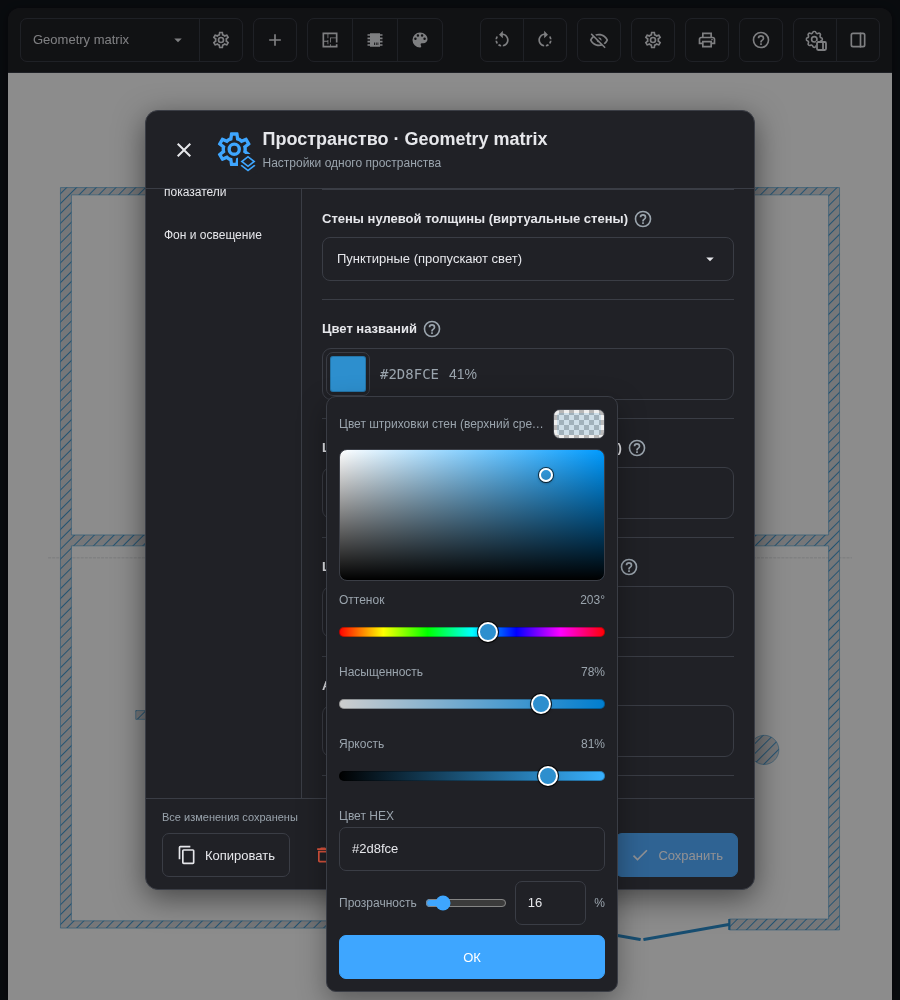 Geometry matrix
Пространство · Geometry matrix
Настройки одного пространства
показатели
Фон и освещение
Стены нулевой толщины (виртуальные стены)
Пунктирные (пропускают свет)
Цвет названий
#2D8FCE 41%
Цвет штриховки стен (верхний сре…
)
Оттенок 203°
Насыщенность 78%
Яркость 81%
Цвет HEX
#2d8fce
Прозрачность 16 %
ОК
Все изменения сохранены
Копировать
Сохранить